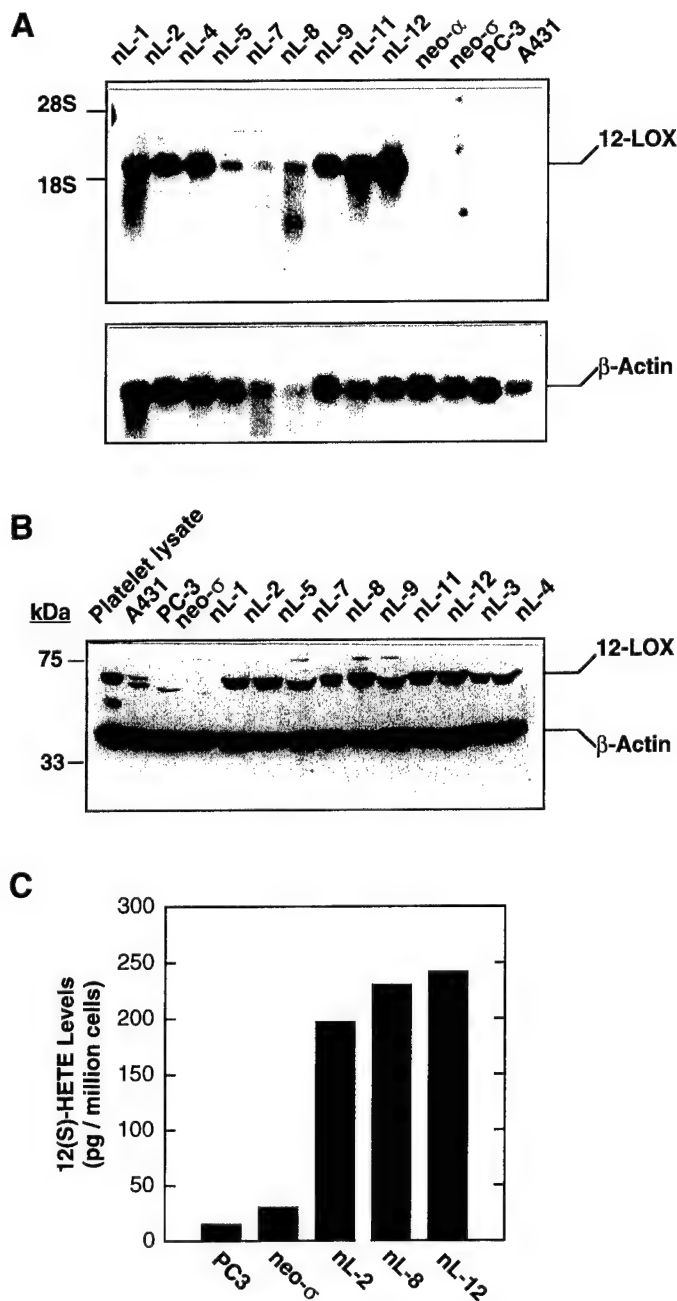 A
nL-1 nL-2 nL-4 nL-5 nL-7 nL-8 nL-9 nL-11 nL-12 neo-α neo-σ PC-3 A431
28S
18S
12-LOX
β-Actin
B
Platelet lysate A431 PC-3 neo-σ nL-1 nL-2 nL-5 nL-7 nL-8 nL-9 nL-11 nL-12 nL-3 nL-4
kDa
75
33
12-LOX
β-Actin
C
12(S)-HETE Levels
(pg / million cells)
300
250
200
150
100
50
0
PC3 neo-σ nL-2 nL-8 nL-12